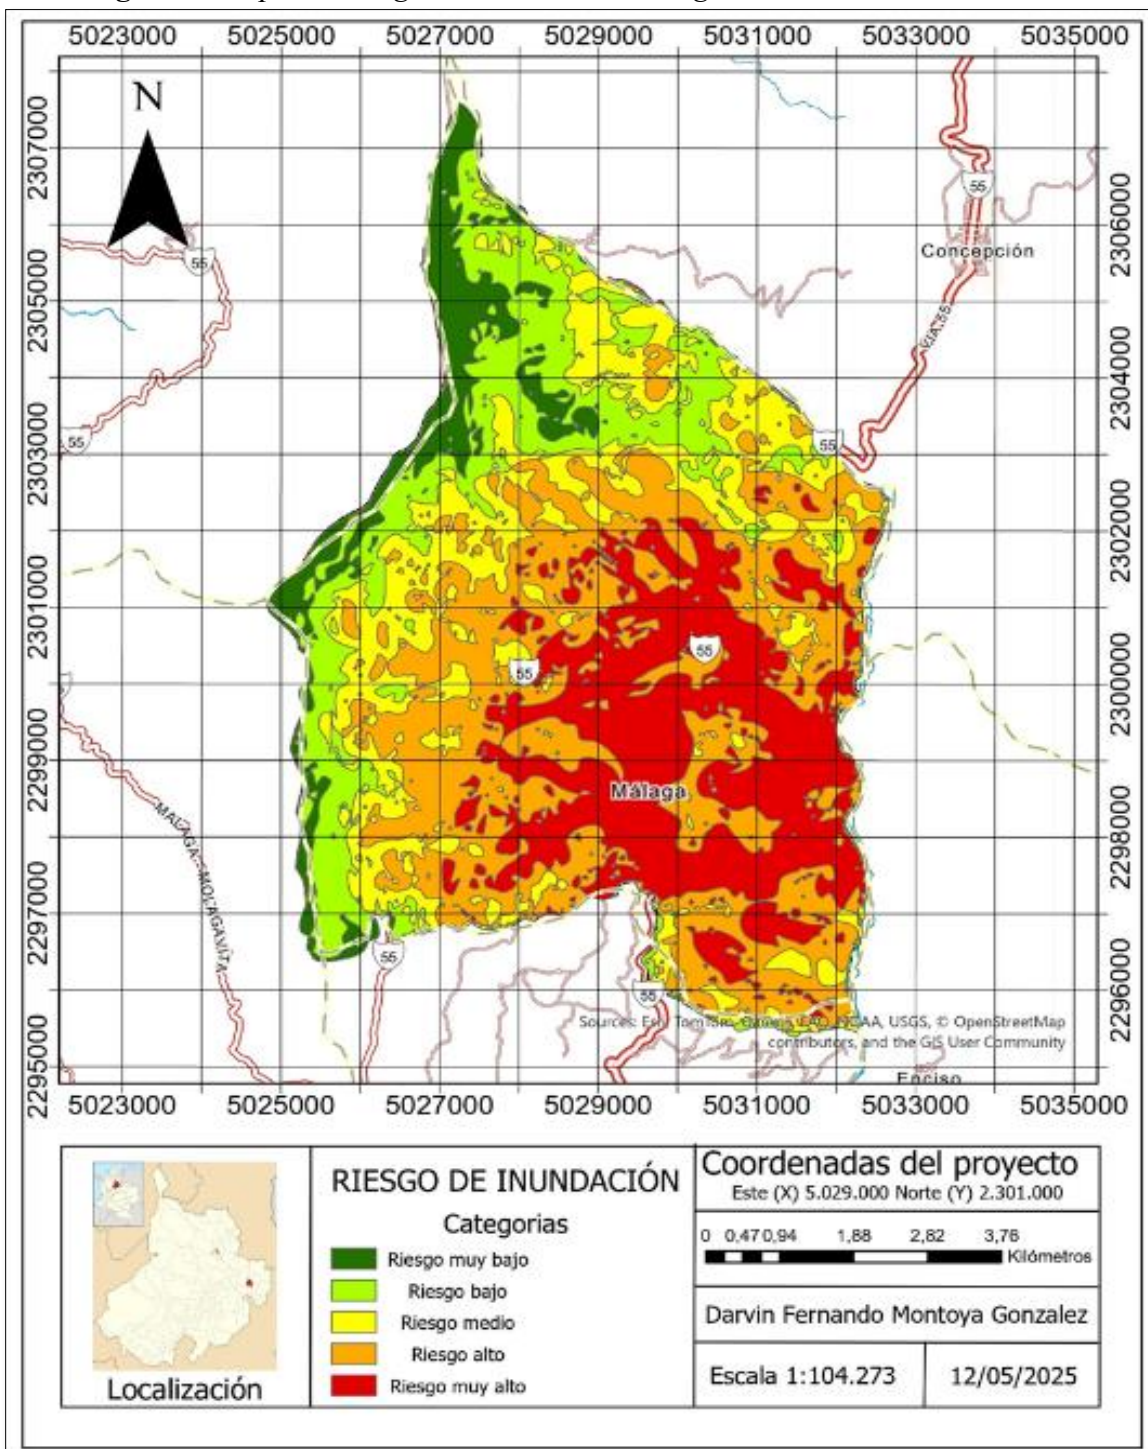 5023000 5025000 5027000 5029000 5031000 5033000 5035000
N
2307000
2305000
2303000
2301000
2299000
2297000
2295000
2306000
2304000
2302000
2300000
2298000
2296000
55
55
55
55
55
55
55
55
Concepción
VIA 55
MALAGA - MOLAGAVITA
Málaga
Sources: Esri, TomTom, Garmin, FAO, NOAA, USGS, © OpenStreetMap
contributors, and the GIS User Community
Enciso
5023000 5025000 5027000 5029000 5031000 5033000 5035000
Localización
RIESGO DE INUNDACIÓN
Categorias
Riesgo muy bajo
Riesgo bajo
Riesgo medio
Riesgo alto
Riesgo muy alto
Coordenadas del proyecto
Este (X) 5.029.000 Norte (Y) 2.301.000
0 0,47 0,94 1,88 2,82 3,76
Kilómetros
Darvin Fernando Montoya Gonzalez
Escala 1:104.273
12/05/2025